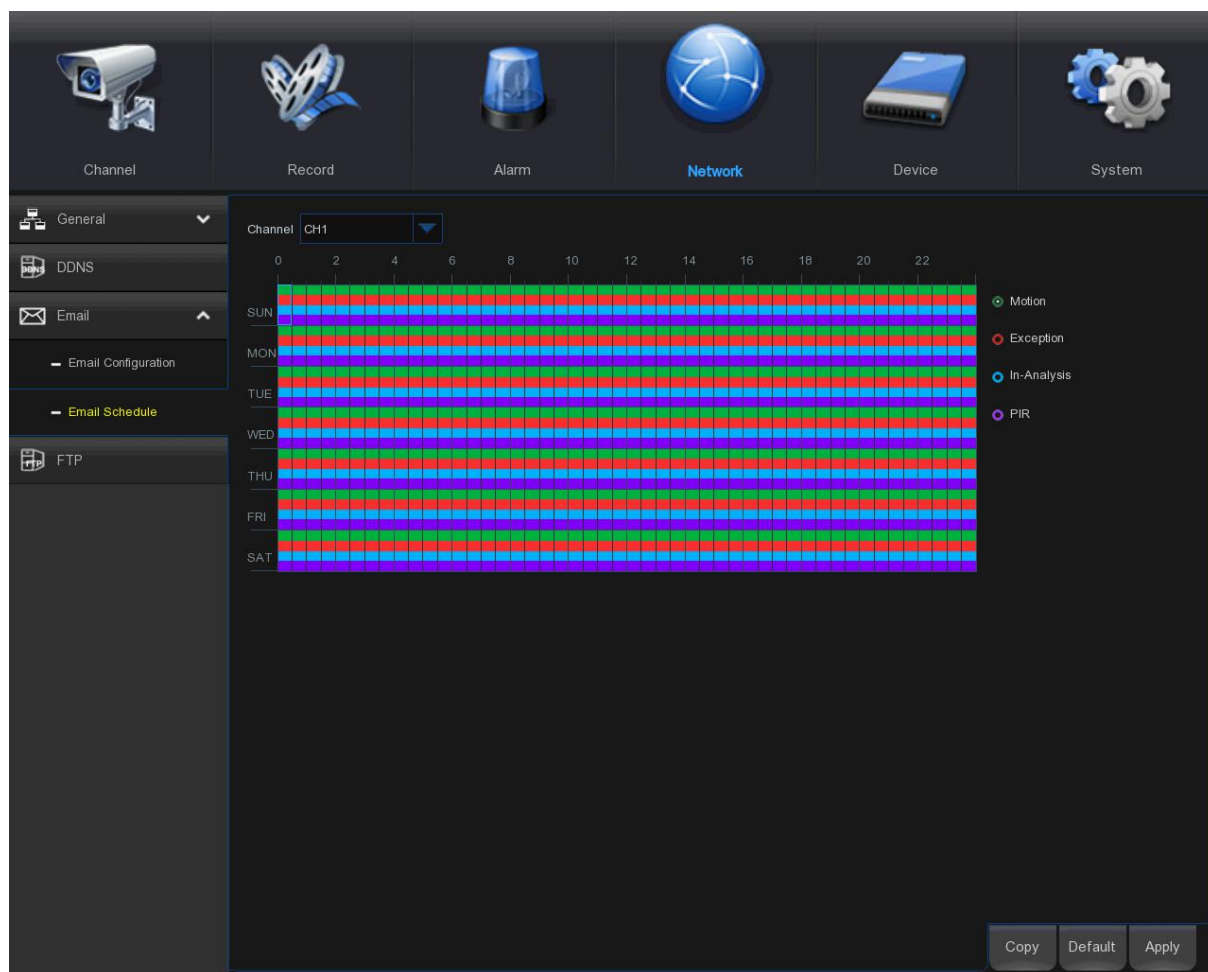 Channel Record Alarm Network Device System
General
DDNS DDNS
Email
Email Configuration
Email Schedule
FTP FTP
Channel CH1
0 2 4 6 8 10 12 14 16 18 20 22
SUN
MON
TUE
WED
THU
FRI
SAT
Motion
Exception
In-Analysis
PIR
Copy Default Apply